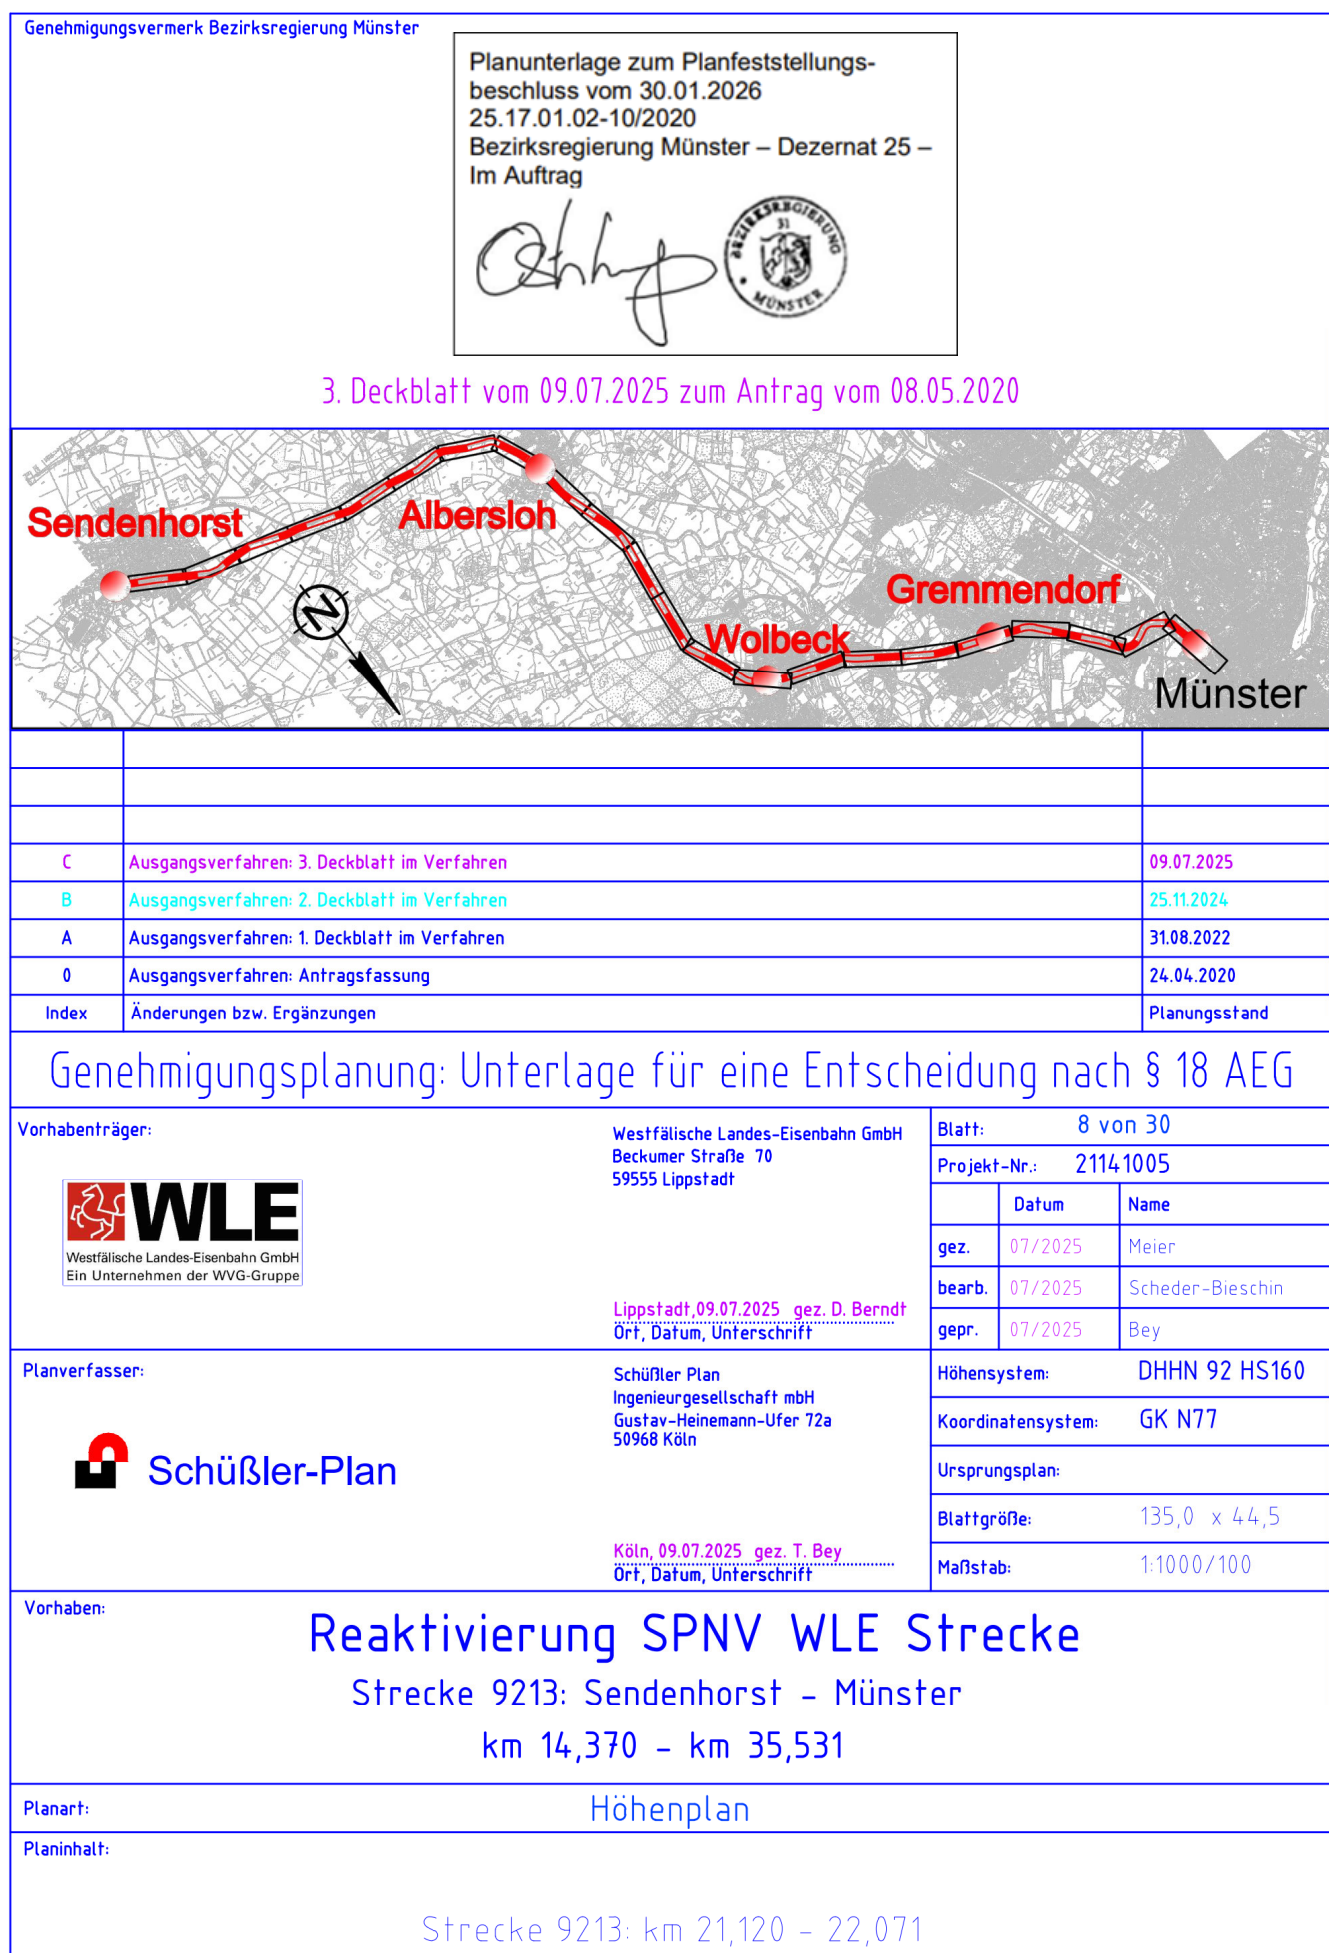 Genehmigungsvermerk Bezirksregierung Münster
Planunterlage zum Planfeststellungs-
beschluss vom 30.01.2026
25.17.01.02-10/2020
Bezirksregierung Münster – Dezernat 25 –
Im Auftrag
BEZIRKSREGIERUNG
31
MÜNSTER
3. Deckblatt vom 09.07.2025 zum Antrag vom 08.05.2020
Sendenhorst
Albersloh
Gremmendorf
Wolbeck
Münster
N
C Ausgangsverfahren: 3. Deckblatt im Verfahren 09.07.2025
B Ausgangsverfahren: 2. Deckblatt im Verfahren 25.11.2024
A Ausgangsverfahren: 1. Deckblatt im Verfahren 31.08.2022
0 Ausgangsverfahren: Antragsfassung 24.04.2020
Index Änderungen bzw. Ergänzungen Planungsstand
Genehmigungsplanung: Unterlage für eine Entscheidung nach § 18 AEG
Vorhabenträger:
WLE
Westfälische Landes-Eisenbahn GmbH
Ein Unternehmen der WVG-Gruppe
Westfälische Landes-Eisenbahn GmbH
Beckumer Straße 70
59555 Lippstadt
Lippstadt,09.07.2025 gez. D. Berndt
Ort, Datum, Unterschrift
Blatt: 8 von 30
Projekt-Nr.: 21141005
Datum Name
gez. 07/2025 Meier
bearb. 07/2025 Scheder-Bieschin
gepr. 07/2025 Bey
Planverfasser:
Schüßler-Plan
Schüßler Plan
Ingenieurgesellschaft mbH
Gustav-Heinemann-Ufer 72a
50968 Köln
Köln, 09.07.2025 gez. T. Bey
Ort, Datum, Unterschrift
Höhensystem: DHHN 92 HS160
Koordinatensystem: GK N77
Ursprungsplan:
Blattgröße: 135,0 x 44,5
Maßstab: 1:1000/100
Vorhaben:
Reaktivierung SPNV WLE Strecke
Strecke 9213: Sendenhorst - Münster
km 14,370 - km 35,531
Planart: Höhenplan
Planinhalt:
Strecke 9213: km 21,120 - 22,071